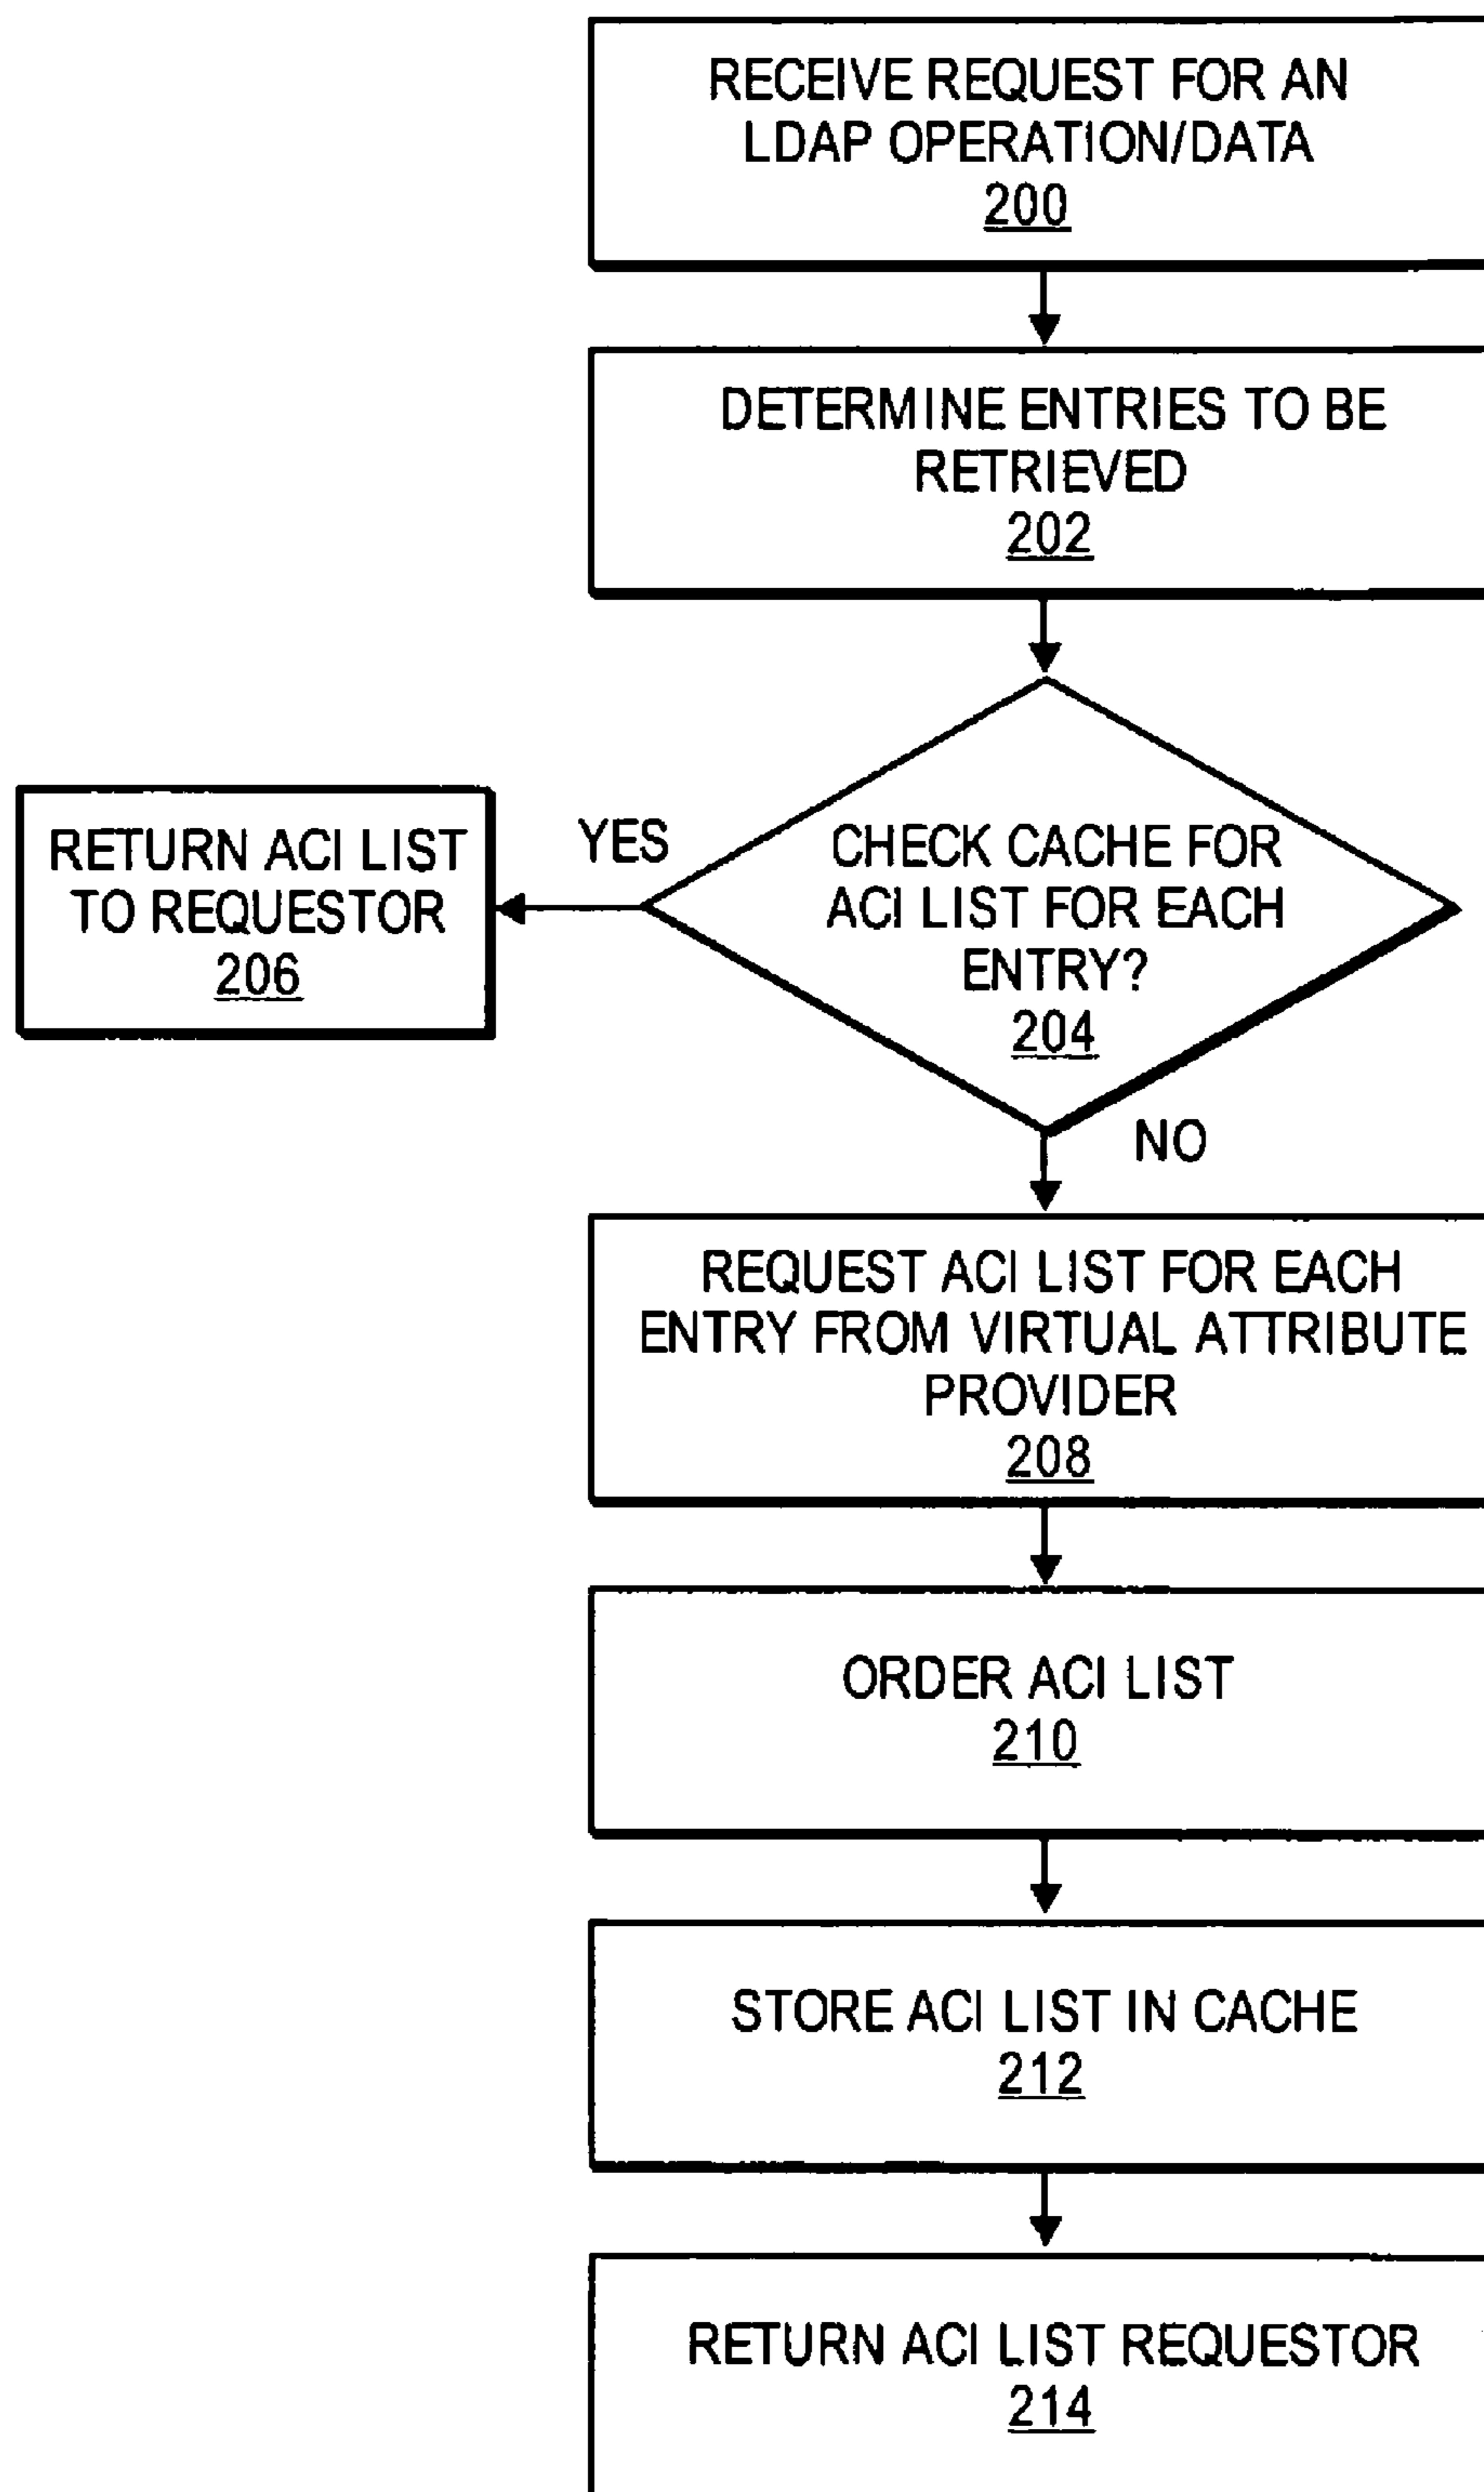 RECEIVE REQUEST FOR AN
LDAP OPERATION/DATA
200
DETERMINE ENTRIES TO BE
RETRIEVED
202
CHECK CACHE FOR
ACI LIST FOR EACH
ENTRY?
204
YES
RETURN ACI LIST
TO REQUESTOR
206
NO
REQUEST ACI LIST FOR EACH
ENTRY FROM VIRTUAL ATTRIBUTE
PROVIDER
208
ORDER ACI LIST
210
STORE ACI LIST IN CACHE
212
RETURN ACI LIST REQUESTOR
214